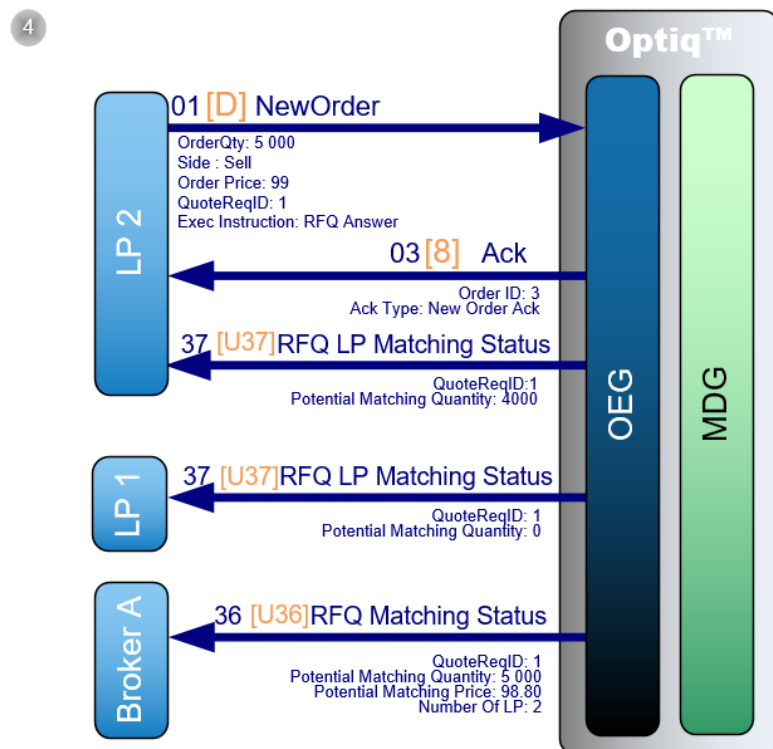 4
Optiq™
01 [D] NewOrder
OrderQty: 5 000
Side : Sell
Order Price: 99
QuoteReqID: 1
Exec Instruction: RFQ Answer
LP 2
03 [8] Ack
Order ID: 3
Ack Type: New Order Ack
37 [U37]RFQ LP Matching Status
QuoteReqID:1
Potential Matching Quantity: 4000
OEG
MDG
LP 1
37 [U37]RFQ LP Matching Status
QuoteReqID: 1
Potential Matching Quantity: 0
Broker A
36 [U36]RFQ Matching Status
QuoteReqID: 1
Potential Matching Quantity: 5 000
Potential Matching Price: 98.80
Number Of LP: 2